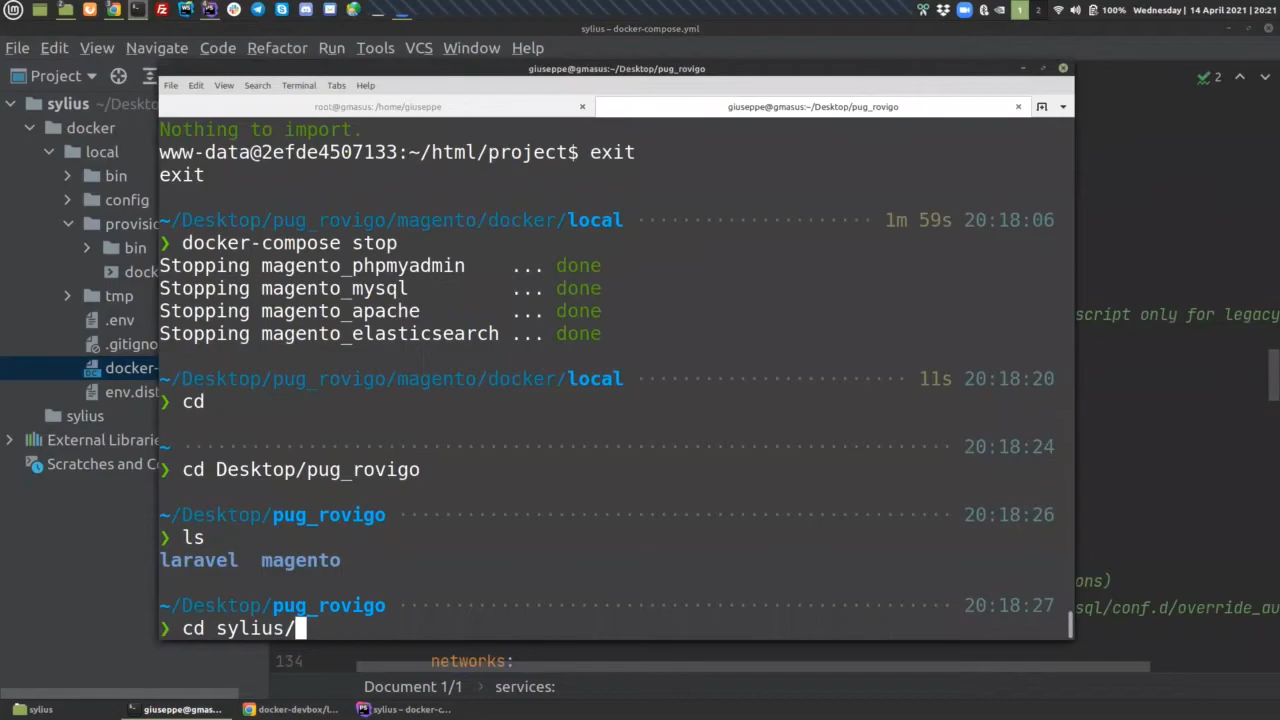 100% Wednesday | 14 April 2021 | 20:21
sylius – docker-compose.yml
File Edit View Navigate Code Refactor Run Tools VCS Window Help
Project
2
giuseppe@gmasus:~/Desktop/pug_rovigo
File Edit View Search Terminal Tabs Help
root@gmasus: /home/giuseppe
giuseppe@gmasus:~/Desktop/pug_rovigo
sylius ~/Deskto
docker
local
bin
config
provisio
bin
dock
tmp
.env
.gitigno
docker-
env.dist
sylius
External Librarie
Scratches and C
Nothing to import.
www-data@2efde4507133:~/html/project$ exit
exit
~/Desktop/pug_rovigo/magento/docker/local 1m 59s 20:18:06
❯ docker-compose stop
Stopping magento_phpmyadmin ... done
Stopping magento_mysql ... done
Stopping magento_apache ... done
Stopping magento_elasticsearch ... done
~/Desktop/pug_rovigo/magento/docker/local 11s 20:18:20
❯ cd
~ 20:18:24
❯ cd Desktop/pug_rovigo
~/Desktop/pug_rovigo 20:18:26
❯ ls
laravel magento
~/Desktop/pug_rovigo 20:18:27
❯ cd sylius/
script only for legacy
ons)
sql/conf.d/override_au
134 networks:
Document 1/1 › services:
sylius
giuseppe@gmas...
docker-devbox/l...
sylius – docker-c...